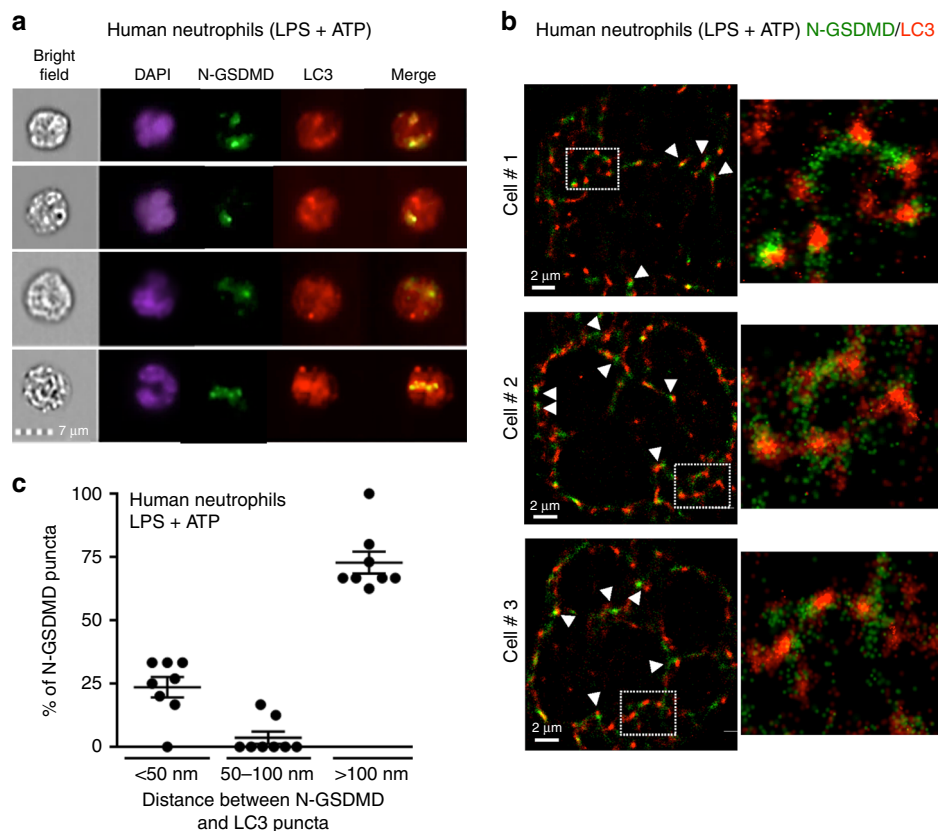 a
Human neutrophils (LPS + ATP)
Bright
field
DAPI
N-GSDMD
LC3
Merge
7 μm
b
Human neutrophils (LPS + ATP) N-GSDMD/LC3
Cell # 1
2 μm
Cell # 2
2 μm
Cell # 3
2 μm
c
Human neutrophils
LPS + ATP
% of N-GSDMD puncta
100
75
50
25
0
<50 nm
50–100 nm
>100 nm
Distance between N-GSDMD
and LC3 puncta